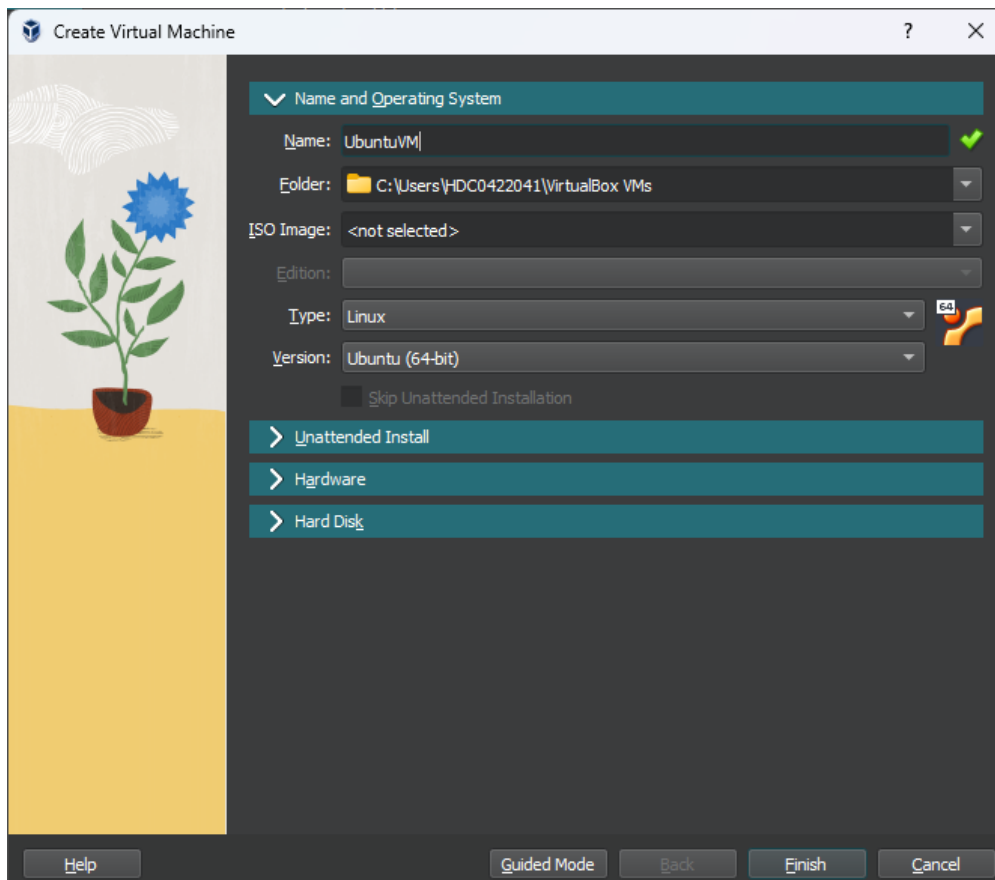 Create Virtual Machine
?
Name and Operating System
Name: UbuntuVM
Folder: C:\Users\HDC0422041\VirtualBox VMs
ISO Image: <not selected>
Edition:
Type: Linux
64
Version: Ubuntu (64-bit)
Skip Unattended Installation
Unattended Install
Hardware
Hard Disk
Help Guided Mode Back Finish Cancel